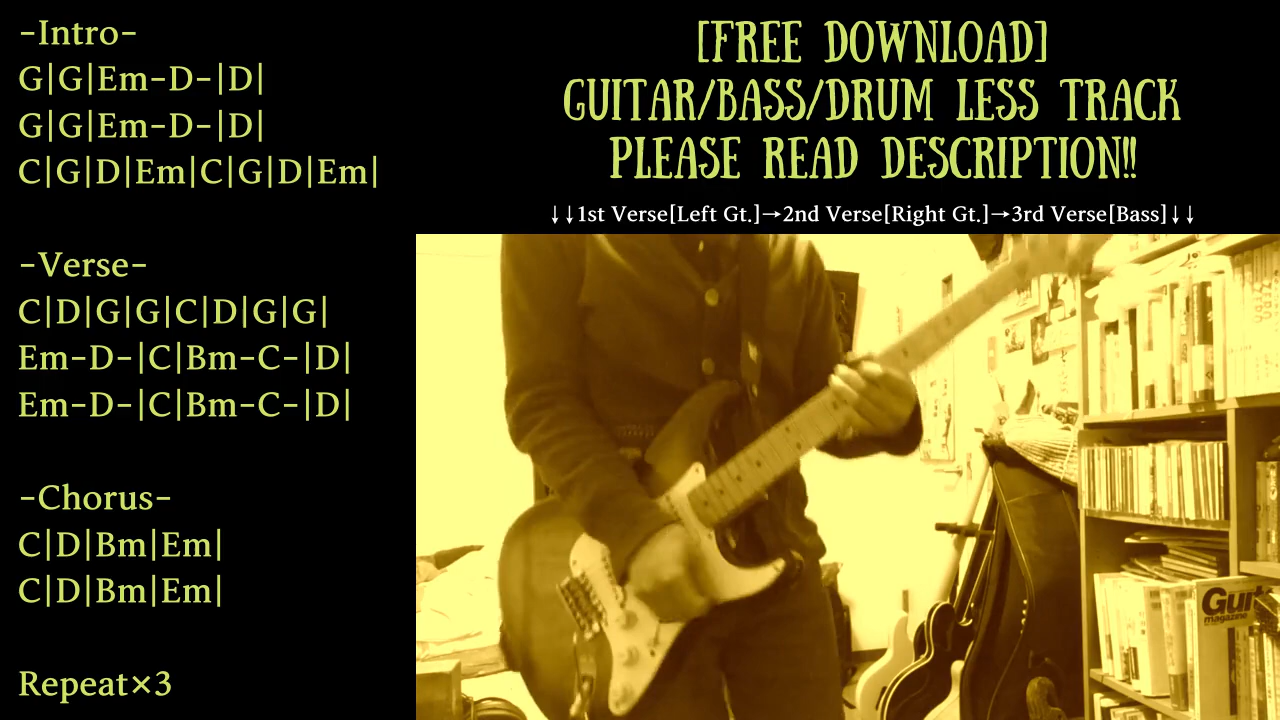 -Intro-
G|G|Em-D-|D|
G|G|Em-D-|D|
C|G|D|Em|C|G|D|Em|
-Verse-
C|D|G|G|C|D|G|G|
Em-D-|C|Bm-C-|D|
Em-D-|C|Bm-C-|D|
-Chorus-
C|D|Bm|Em|
C|D|Bm|Em|
Repeat×3
[FREE DOWNLOAD]
GUITAR/BASS/DRUM LESS TRACK
PLEASE READ DESCRIPTION!!
↓↓1st Verse[Left Gt.]→2nd Verse[Right Gt.]→3rd Verse[Bass]↓↓
magazine